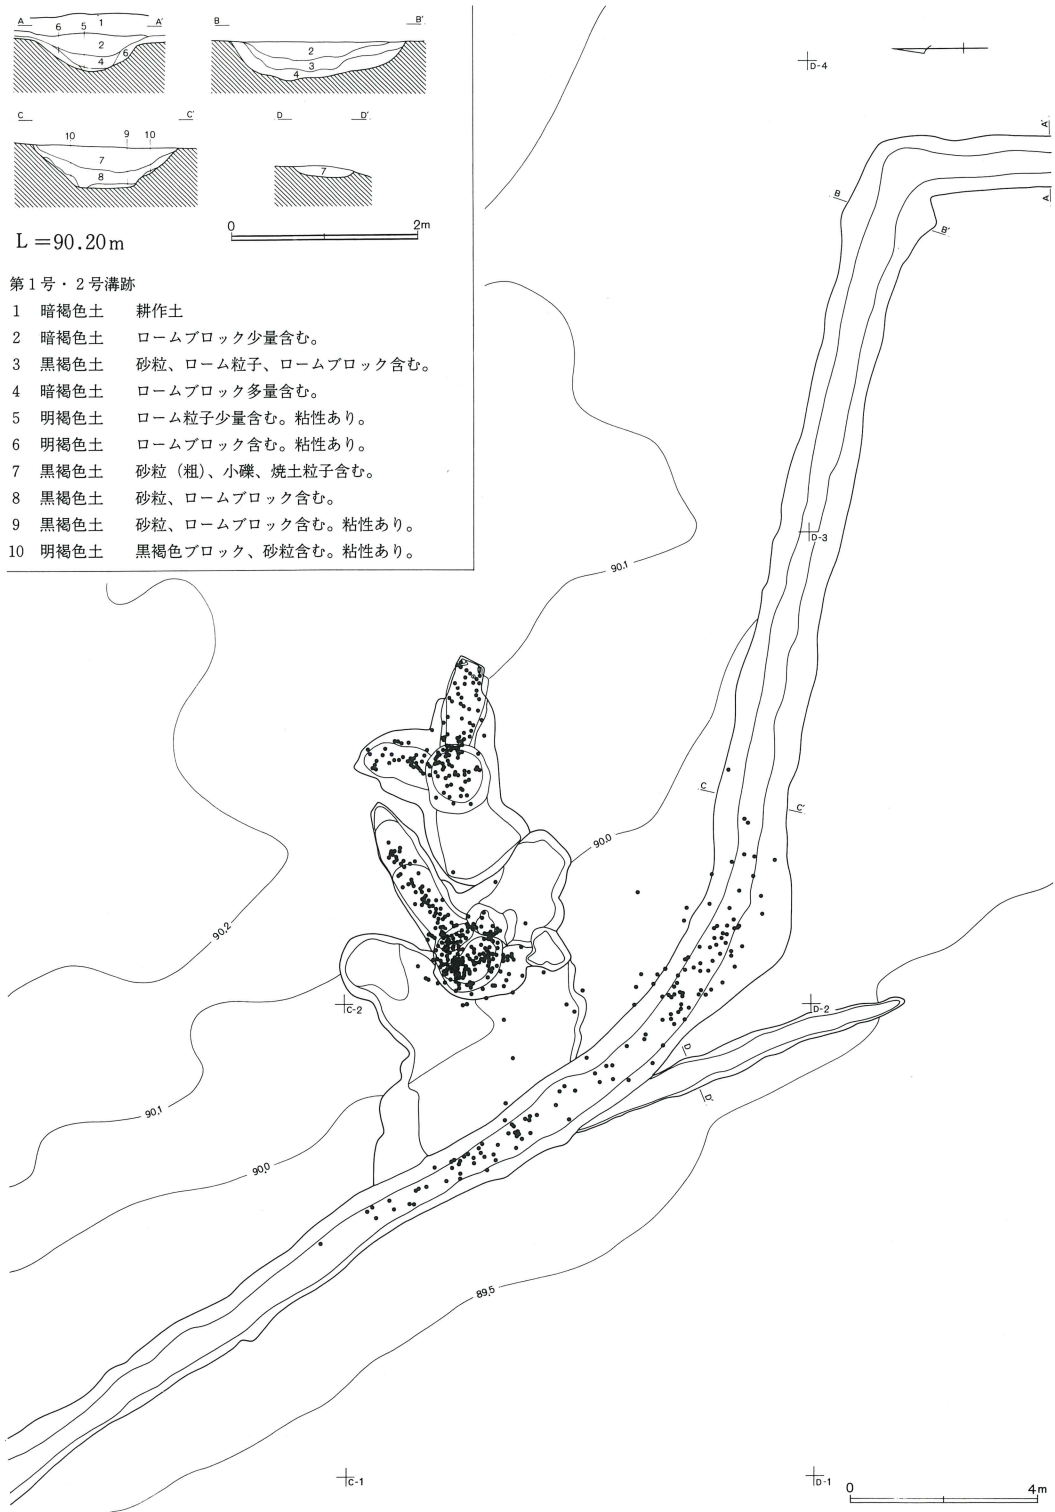 A A'
1
6 5
2
6
4
B B'
2
3
4
C C'
10 9 10
7
8
D D'
7
L＝90.20m
0 2m
第1号・2号溝跡
1 暗褐色土 耕作土
2 暗褐色土 ロームブロック少量含む。
3 黒褐色土 砂粒、ローム粒子、ロームブロック含む。
4 暗褐色土 ロームブロック多量含む。
5 明褐色土 ローム粒子少量含む。粘性あり。
6 明褐色土 ロームブロック含む。粘性あり。
7 黒褐色土 砂粒（粗）、小礫、焼土粒子含む。
8 黒褐色土 砂粒、ロームブロック含む。
9 黒褐色土 砂粒、ロームブロック含む。粘性あり。
10 明褐色土 黒褐色ブロック、砂粒含む。粘性あり。
D-4
A'
A
B
B'
D-3
90.1
C
C'
90.0
90.2
C-2
D-2
D
D'
90.1
90.0
89.5
C-1
D-1
0 4m